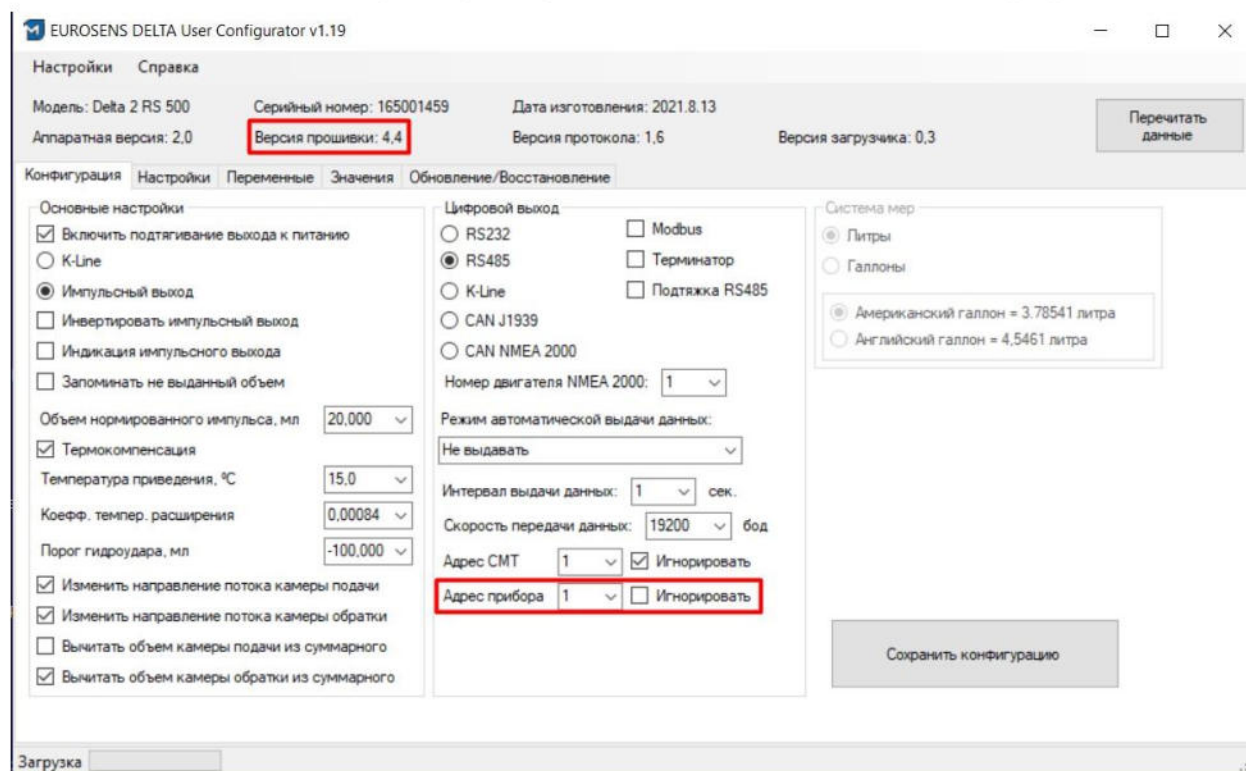 EUROSENS DELTA User Configurator v1.19
Настройки Справка
Модель: Delta 2 RS 500 Серийный номер: 165001459 Дата изготовления: 2021.8.13
Аппаратная версия: 2,0 Версия прошивки: 4,4 Версия протокола: 1,6 Версия загрузчика: 0,3
Перечитать
данные
Конфигурация Настройки Переменные Значения Обновление/Восстановление
Основные настройки
Включить подтягивание выхода к питанию
K-Line
Импульсный выход
Инвертировать импульсный выход
Индикация импульсного выхода
Запоминать не выданный объем
Объем нормированного импульса, мл 20,000
Термокомпенсация
Температура приведения, ºC 15,0
Коефф. темпер. расширения 0,00084
Порог гидроудара, мл -100,000
Изменить направление потока камеры подачи
Изменить направление потока камеры обратки
Вычитать объем камеры подачи из суммарного
Вычитать объем камеры обратки из суммарного
Цифровой выход
RS232 Modbus
RS485 Терминатор
K-Line Подтяжка RS485
CAN J1939
CAN NMEA 2000
Номер двигателя NMEA 2000: 1
Режим автоматической выдачи данных:
Не выдавать
Интервал выдачи данных: 1 сек.
Скорость передачи данных: 19200 бод
Адрес СМТ 1 Игнорировать
Адрес прибора 1 Игнорировать
Система мер
Литры
Галлоны
Американский галлон = 3.78541 литра
Английский галлон = 4,5461 литра
Сохранить конфигурацию
Загрузка